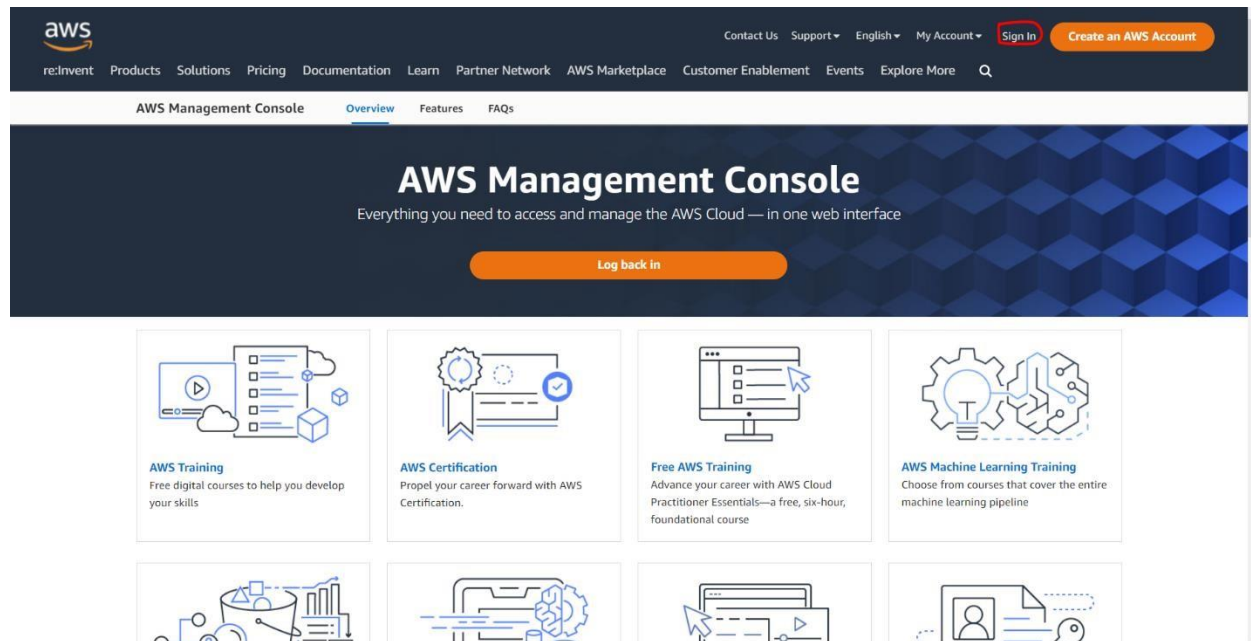 aws
Contact Us Support English My Account Sign In Create an AWS Account
re:Invent Products Solutions Pricing Documentation Learn Partner Network AWS Marketplace Customer Enablement Events Explore More
AWS Management Console Overview Features FAQs
AWS Management Console
Everything you need to access and manage the AWS Cloud — in one web interface
Log back in
AWS Training
Free digital courses to help you develop
your skills
AWS Certification
Propel your career forward with AWS
Certification.
Free AWS Training
Advance your career with AWS Cloud
Practitioner Essentials—a free, six-hour,
foundational course
AWS Machine Learning Training
Choose from courses that cover the entire
machine learning pipeline